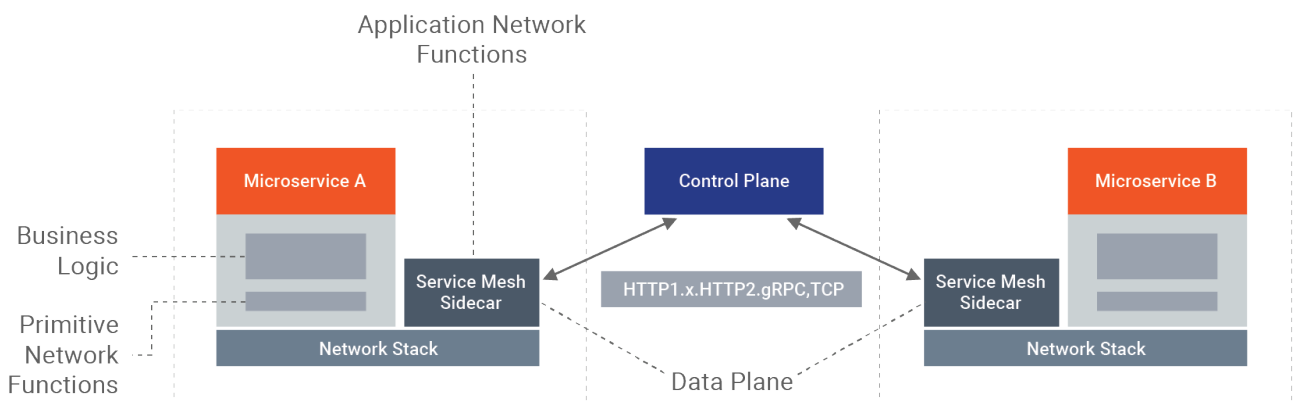 Application Network
Functions
Microservice A
Control Plane
Microservice B
Business
Logic
Service Mesh
Sidecar
HTTP1.x.HTTP2.gRPC,TCP
Service Mesh
Sidecar
Primitive
Network
Functions
Network Stack
Network Stack
Data Plane